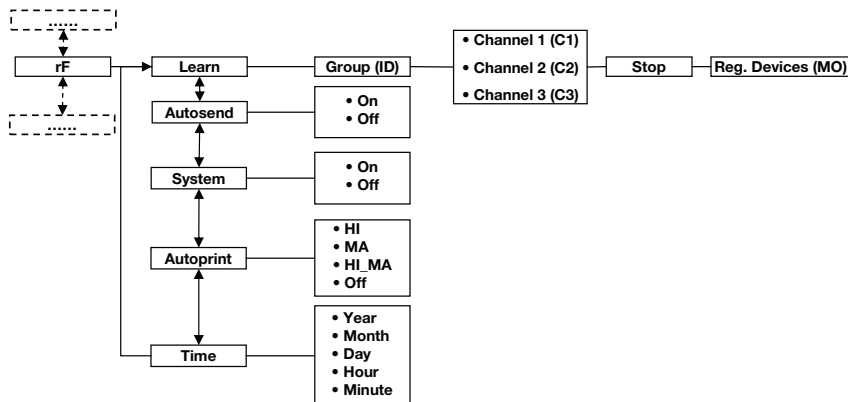 ......
rF
......
Learn
Group (ID)
• Channel 1 (C1)
• Channel 2 (C2)
• Channel 3 (C3)
Stop
Reg. Devices (MO)
Autosend
• On
• Off
System
• On
• Off
Autoprint
• HI
• MA
• HI_MA
• Off
Time
• Year
• Month
• Day
• Hour
• Minute